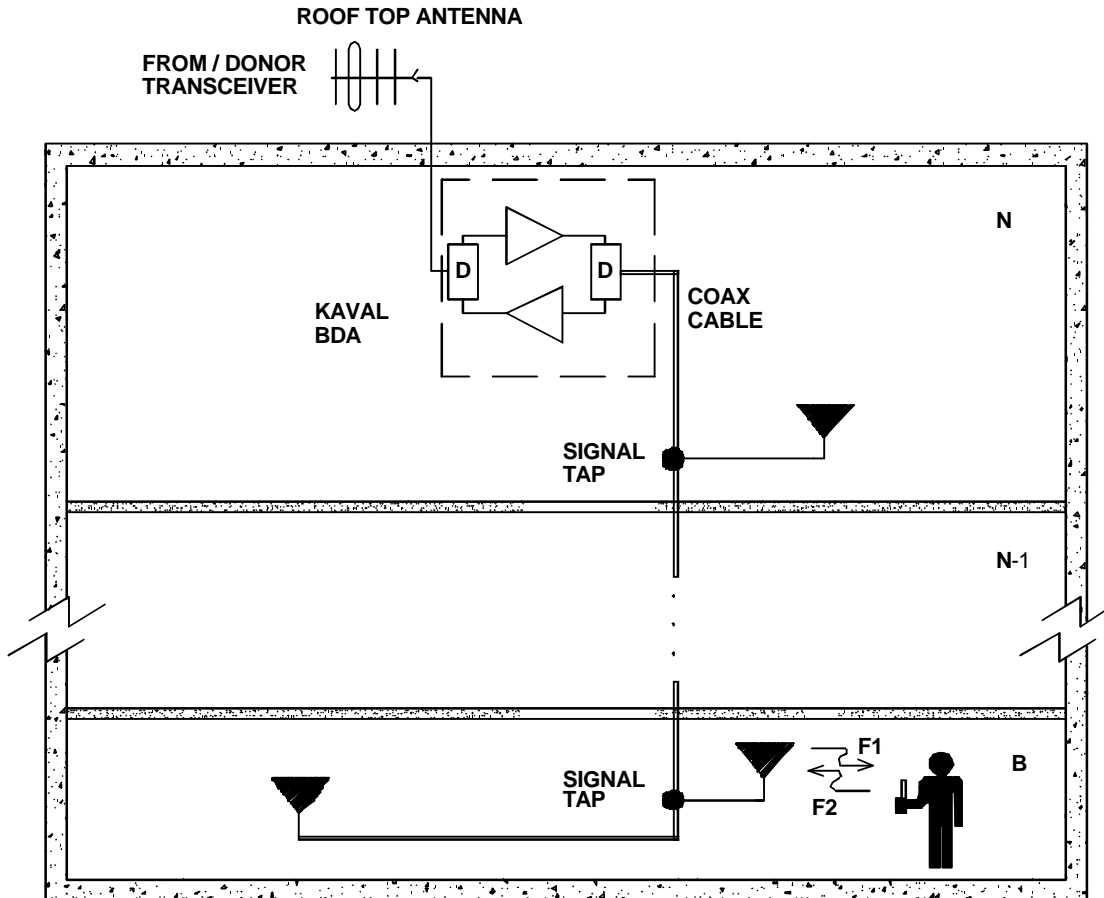 ROOF TOP ANTENNA
FROM / DONOR
TRANSCEIVER
N
D
D
KAVAL
BDA
COAX
CABLE
SIGNAL
TAP
N-1
F1
B
SIGNAL
TAP
F2